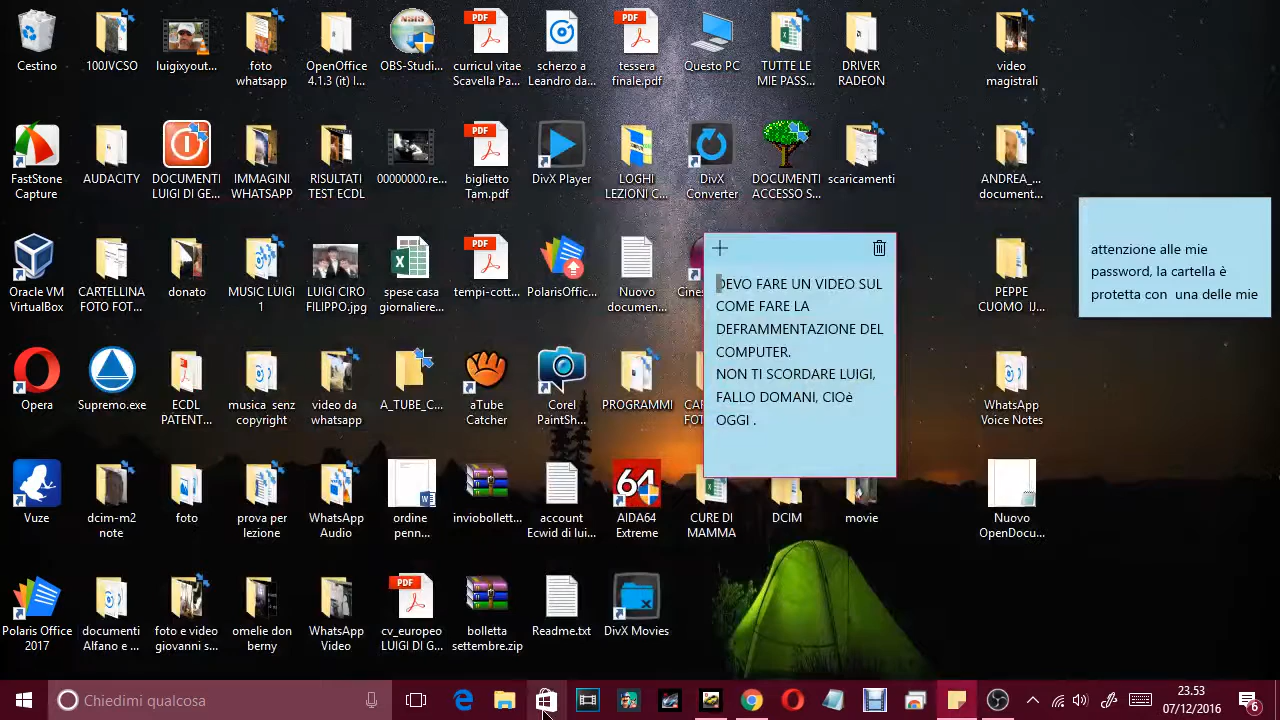 Cestino
100JVCSO
luigixyout...
foto
whatsapp
OpenOffice
4.1.3 (it) I...
OBS-Studi...
curricul vitae
Scavella Pa...
scherzo a
Leandro da...
tessera
finale.pdf
Questo PC
TUTTE LE
MIE PASS...
DRIVER
RADEON
video
magistrali
FastStone
Capture
AUDACITY
DOCUMENTI
LUIGI DI GE...
IMMAGINI
WHATSAPP
RISULTATI
TEST ECDL
00000000.re...
biglietto
Tam.pdf
DivX Player
LOGHI
LEZIONI C...
DivX
Converter
DOCUMENTI
ACCESSO S...
scaricamenti
ANDREA_...
document...
Oracle VM
VirtualBox
CARTELLINA
FOTO FOT...
donato
MUSIC LUIGI
1
LUIGI CIRO
FILIPPO.jpg
spese casa
giornaliere...
tempi-cott...
PolarisOffic...
Nuovo
documen...
Cines
PEPPE
CUOMO IJ...
DEVO FARE UN VIDEO SUL
COME FARE LA
DEFRAMMENTAZIONE DEL
COMPUTER.
NON TI SCORDARE LUIGI,
FALLO DOMANI, CIOè
OGGI .
attenzione alle mie
password, la cartella è
protetta con una delle mie
Opera
Supremo.exe
ECDL
PATENT...
musica senz
copyright
video da
whatsapp
A_TUBE_C...
aTube
Catcher
Corel
PaintSh...
PROGRAMMI
WhatsApp
Voice Notes
Vuze
dcim-m2
note
foto
prova per
lezione
WhatsApp
Audio
ordine
penn...
inviobollett...
account
Ecwid di lui...
64
AIDA64
Extreme
CURE DI
MAMMA
DCIM
movie
Nuovo
OpenDocu...
Polaris Office
2017
documenti
Alfano e ...
foto e video
giovanni s...
omelie don
berny
WhatsApp
Video
PDF
cv_europeo
LUIGI DI G...
bolletta
settembre.zip
Readme.txt
DivX Movies
Chiedimi qualcosa
23.53
07/12/2016
6